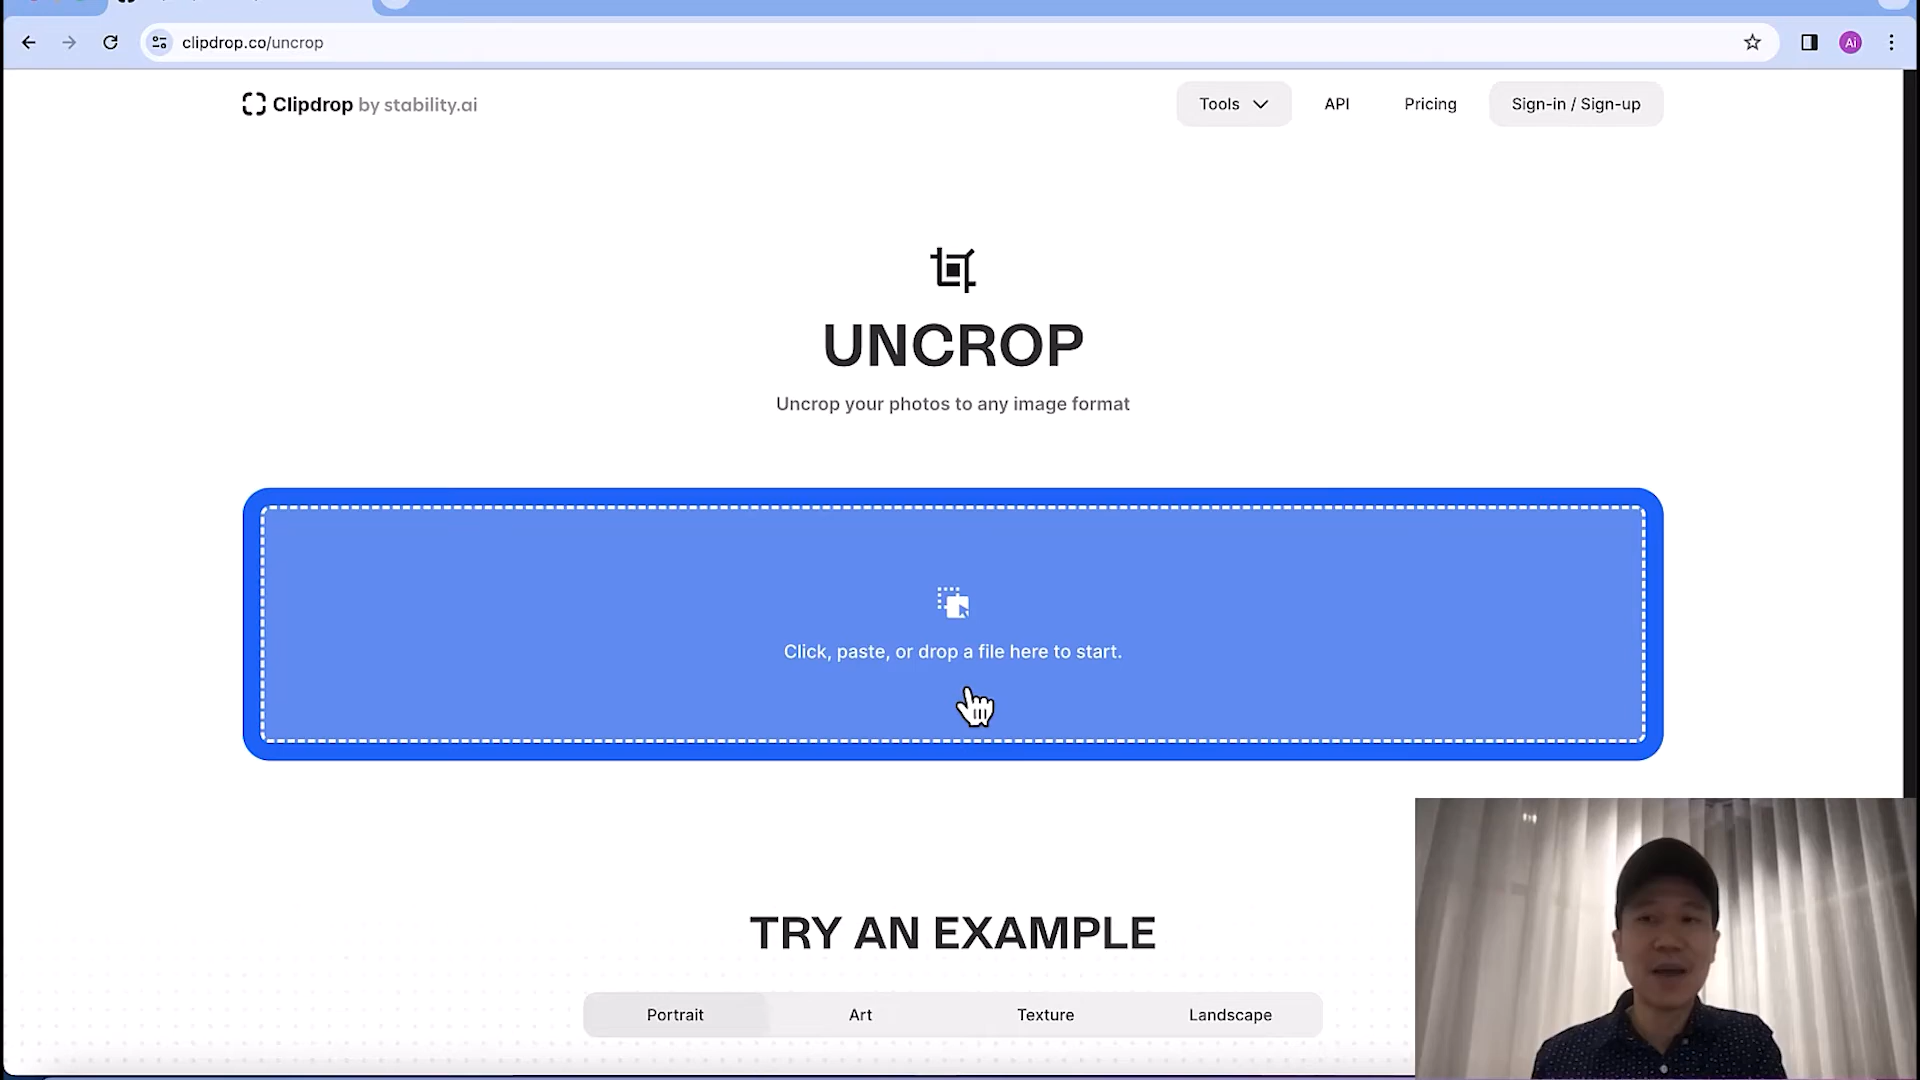 clipdrop.co/uncrop
Ai
Clipdrop by stability.ai
Tools
API
Pricing
Sign-in / Sign-up
UNCROP
Uncrop your photos to any image format
Click, paste, or drop a file here to start.
TRY AN EXAMPLE
Portrait
Art
Texture
Landscape